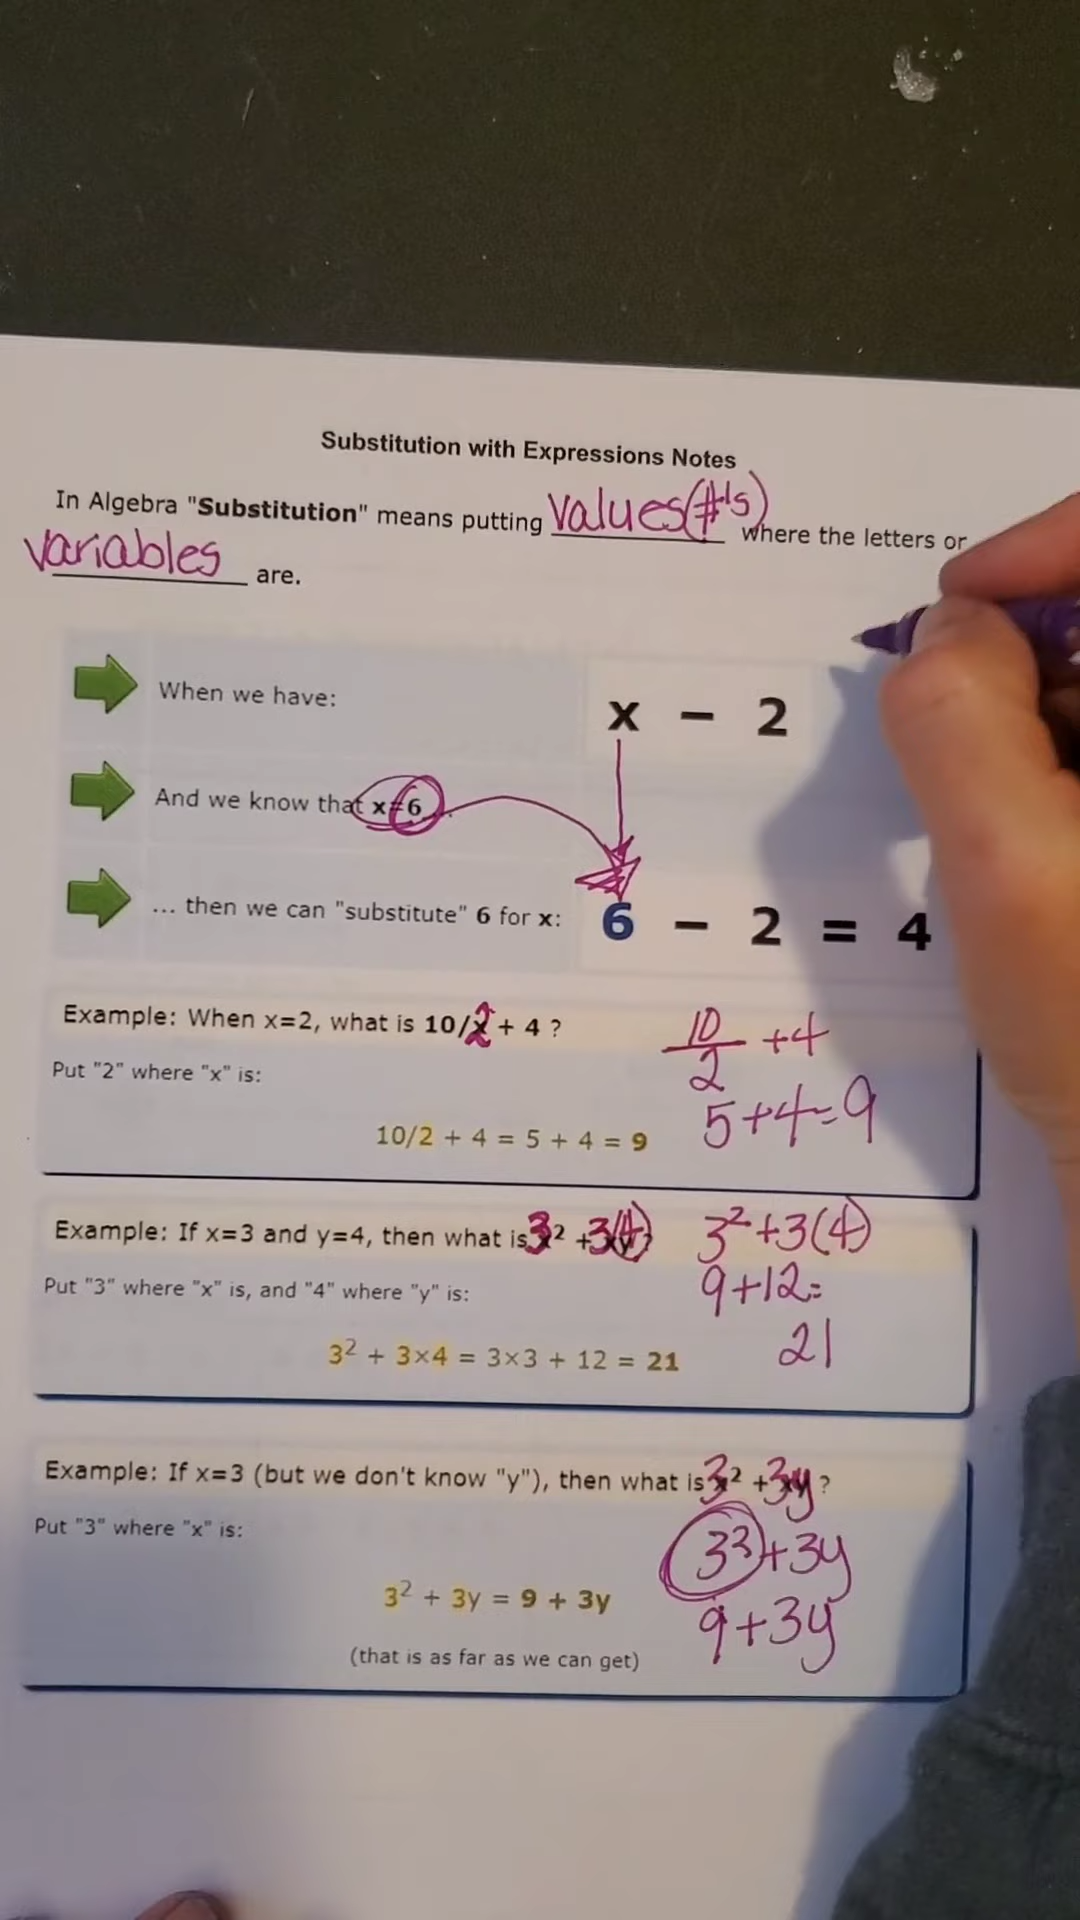 Substitution with Expressions Notes
In Algebra "Substitution" means putting values(#'s) where the letters or
variables are.
When we have:
x - 2
And we know that x=6 ...
... then we can "substitute" 6 for x:
6 - 2 = 4
Example: When x=2, what is 10/2 + 4 ?
10/2 + 4
Put "2" where "x" is:
5+4=9
10/2 + 4 = 5 + 4 = 9
Example: If x=3 and y=4, then what is 3² + 3(4) ?
3²+3(4)
Put "3" where "x" is, and "4" where "y" is:
9+12=
3² + 3×4 = 3×3 + 12 = 21
21
Example: If x=3 (but we don't know "y"), then what is 3² + 3y ?
Put "3" where "x" is:
3²+3y
3² + 3y = 9 + 3y
9+3y
(that is as far as we can get)